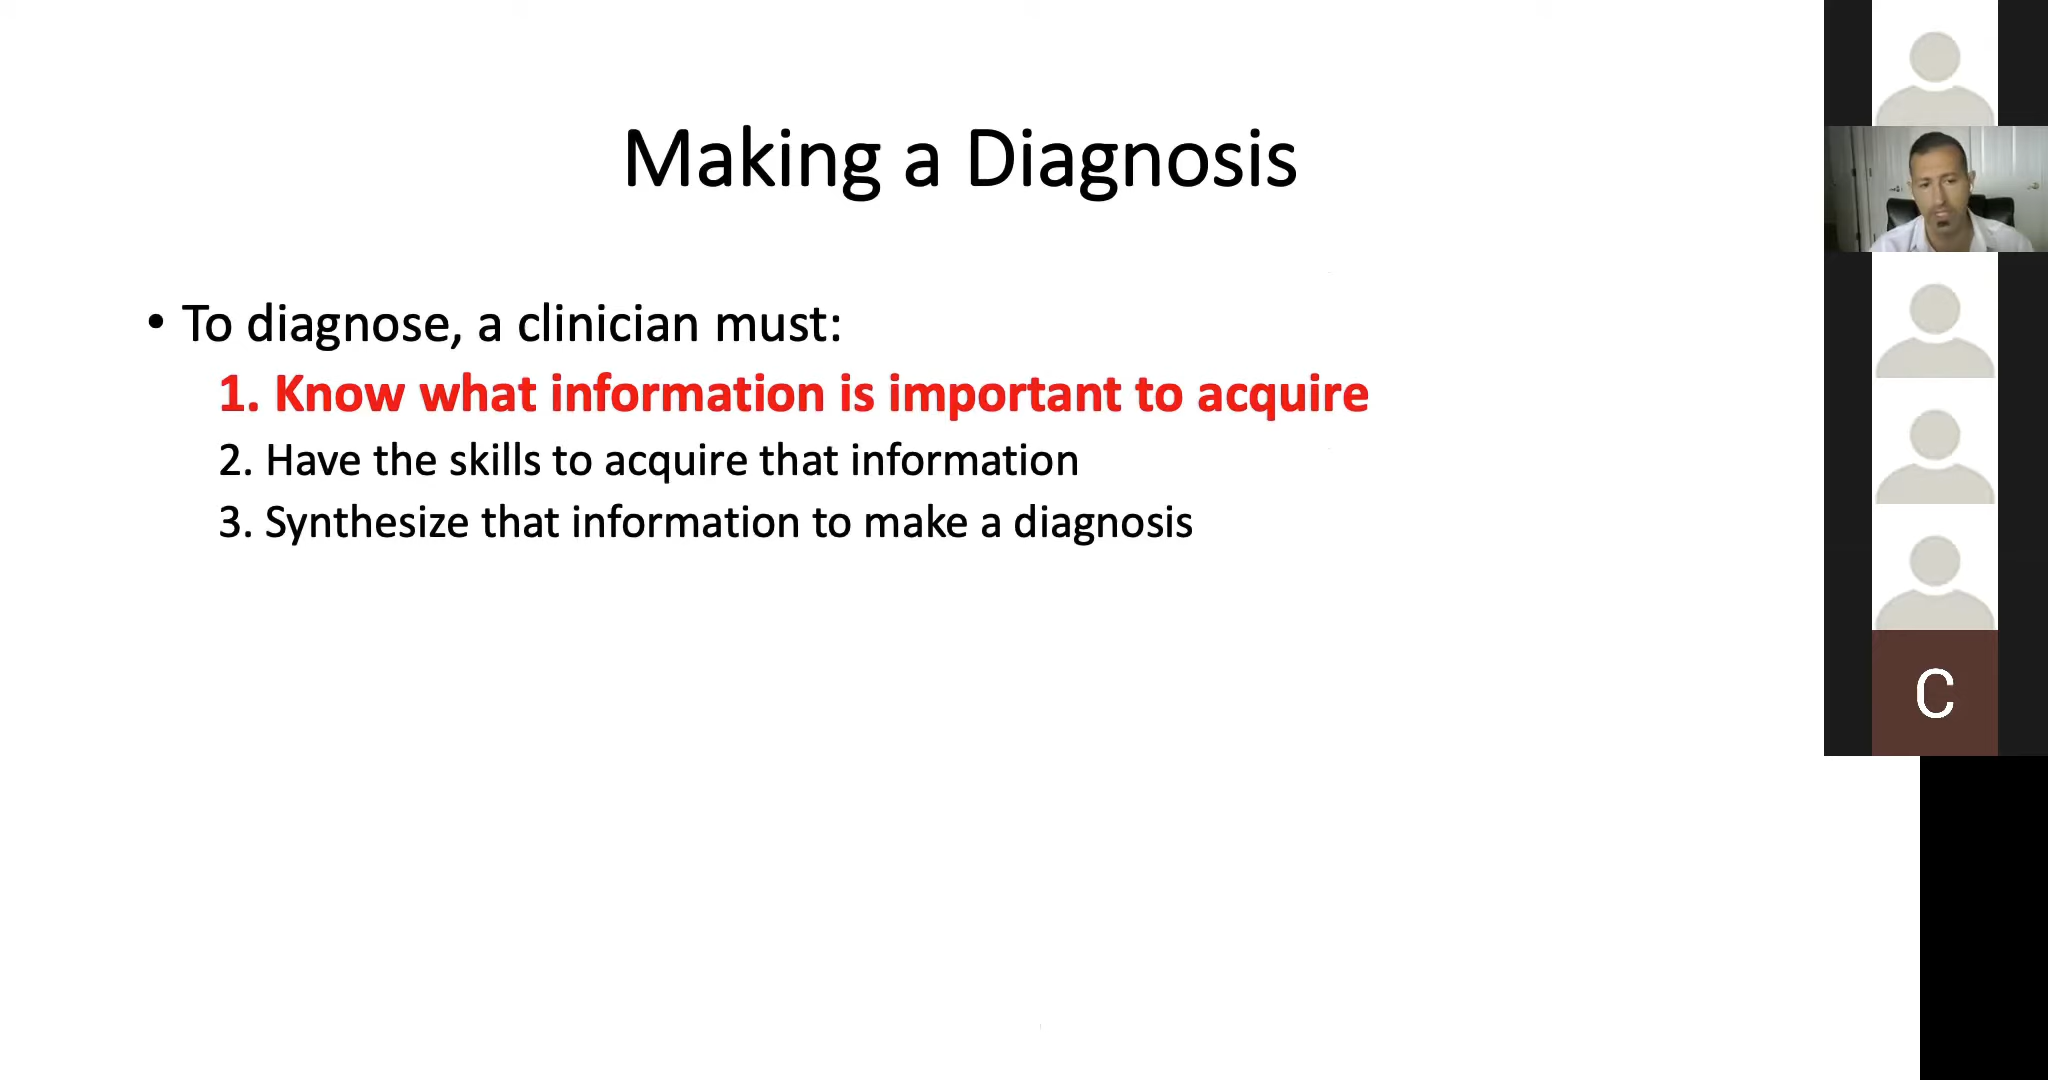 Making a Diagnosis
• To diagnose, a clinician must:
1. Know what information is important to acquire
2. Have the skills to acquire that information
3. Synthesize that information to make a diagnosis
C